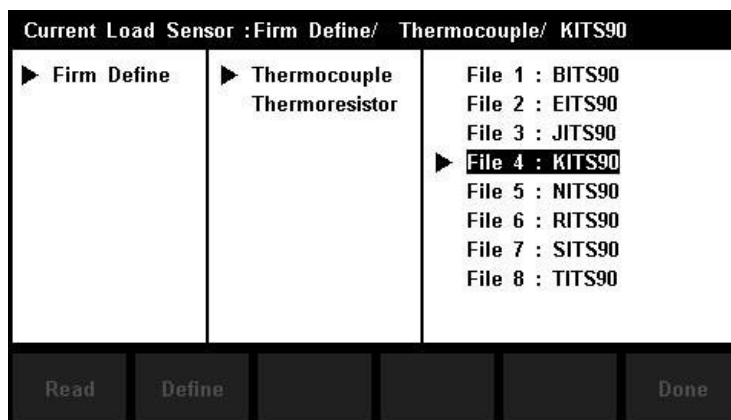 Current Load Sensor :Firm Define/ Thermocouple/ KITS90
Firm Define
Thermocouple
Thermoresistor
File 1 : BITS90
File 2 : EITS90
File 3 : JITS90
File 4 : KITS90
File 5 : NITS90
File 6 : RITS90
File 7 : SITS90
File 8 : TITS90
Read Define Done